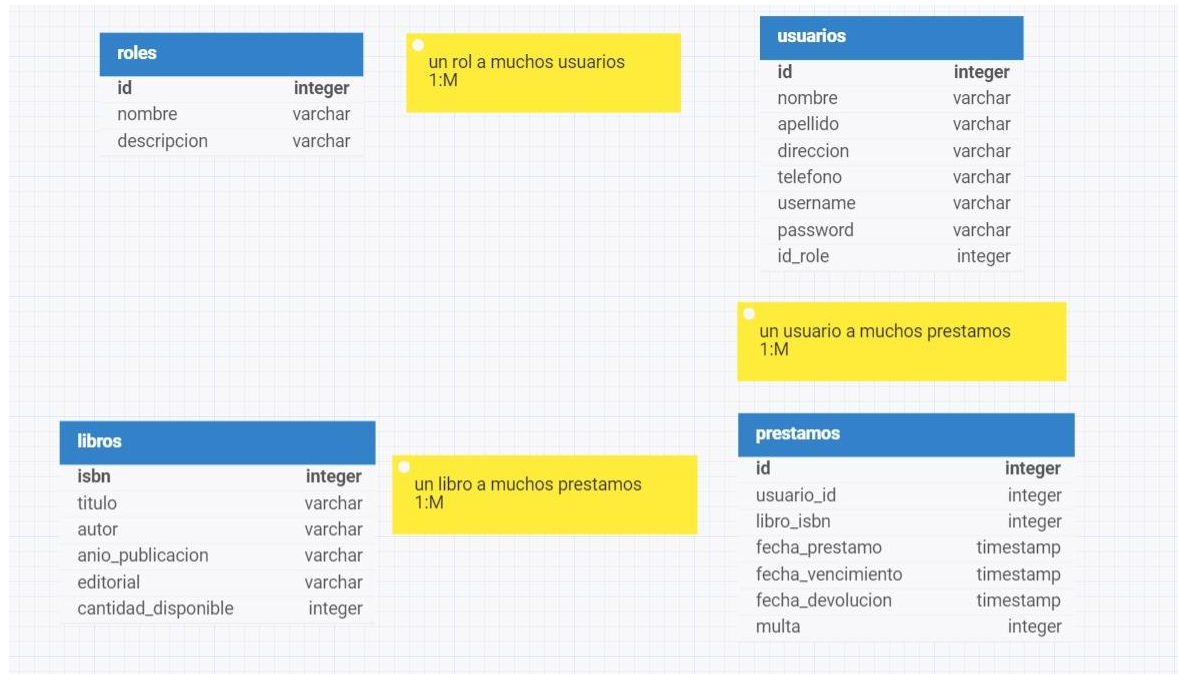 roles
id integer
nombre varchar
descripcion varchar
un rol a muchos usuarios
1:M
usuarios
id integer
nombre varchar
apellido varchar
direccion varchar
telefono varchar
username varchar
password varchar
id_role integer
un usuario a muchos prestamos
1:M
libros
isbn integer
titulo varchar
autor varchar
anio_publicacion varchar
editorial varchar
cantidad_disponible integer
un libro a muchos prestamos
1:M
prestamos
id integer
usuario_id integer
libro_isbn integer
fecha_prestamo timestamp
fecha_vencimiento timestamp
fecha_devolucion timestamp
multa integer